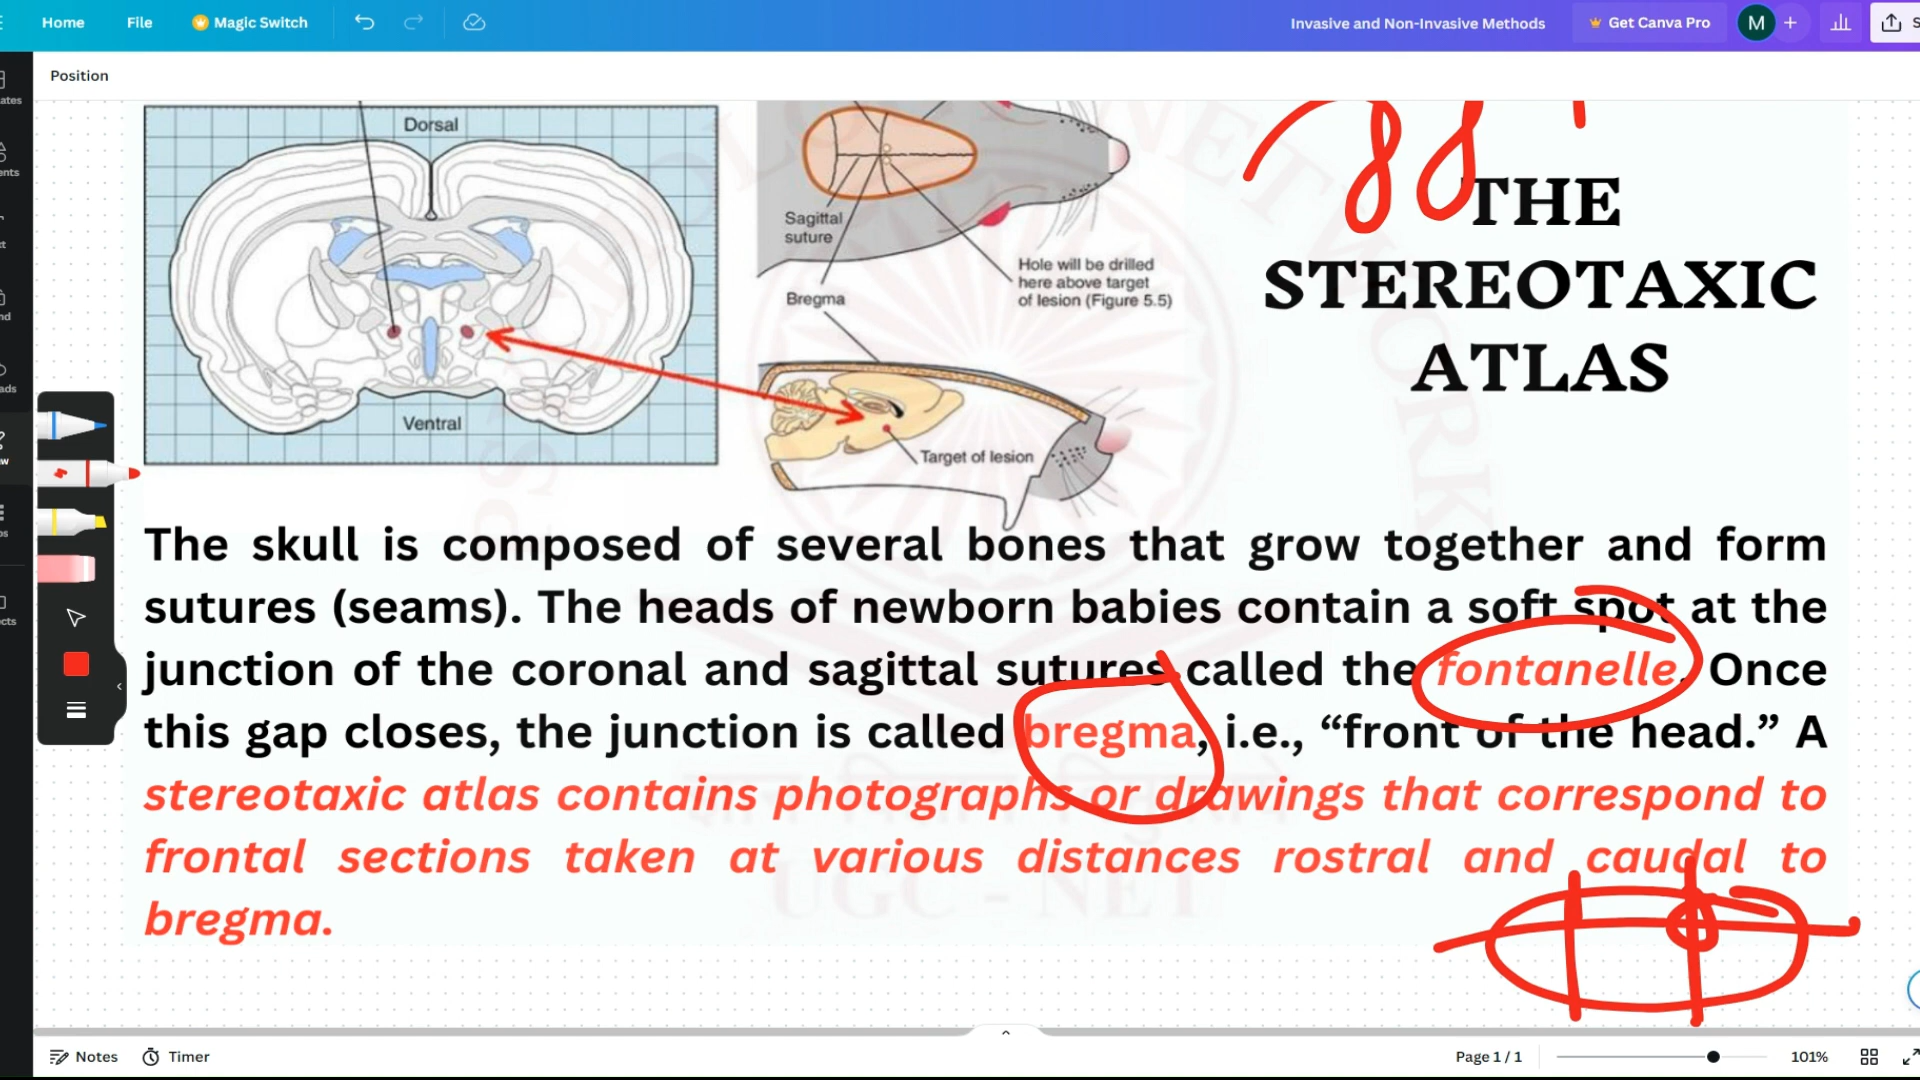 Home File Magic Switch Invasive and Non-Invasive Methods Get Canva Pro M +
Position
Dorsal
Ventral
Sagittal
suture
Bregma
Hole will be drilled
here above target
of lesion (Figure 5.5)
Target of lesion
THE
STEREOTAXIC
ATLAS
The skull is composed of several bones that grow together and form
sutures (seams). The heads of newborn babies contain a soft spot at the
junction of the coronal and sagittal sutures called the fontanelle. Once
this gap closes, the junction is called bregma, i.e., “front of the head.” A
stereotaxic atlas contains photographs or drawings that correspond to
frontal sections taken at various distances rostral and caudal to
bregma.
UGC - NET
Notes Timer Page 1 / 1 101%